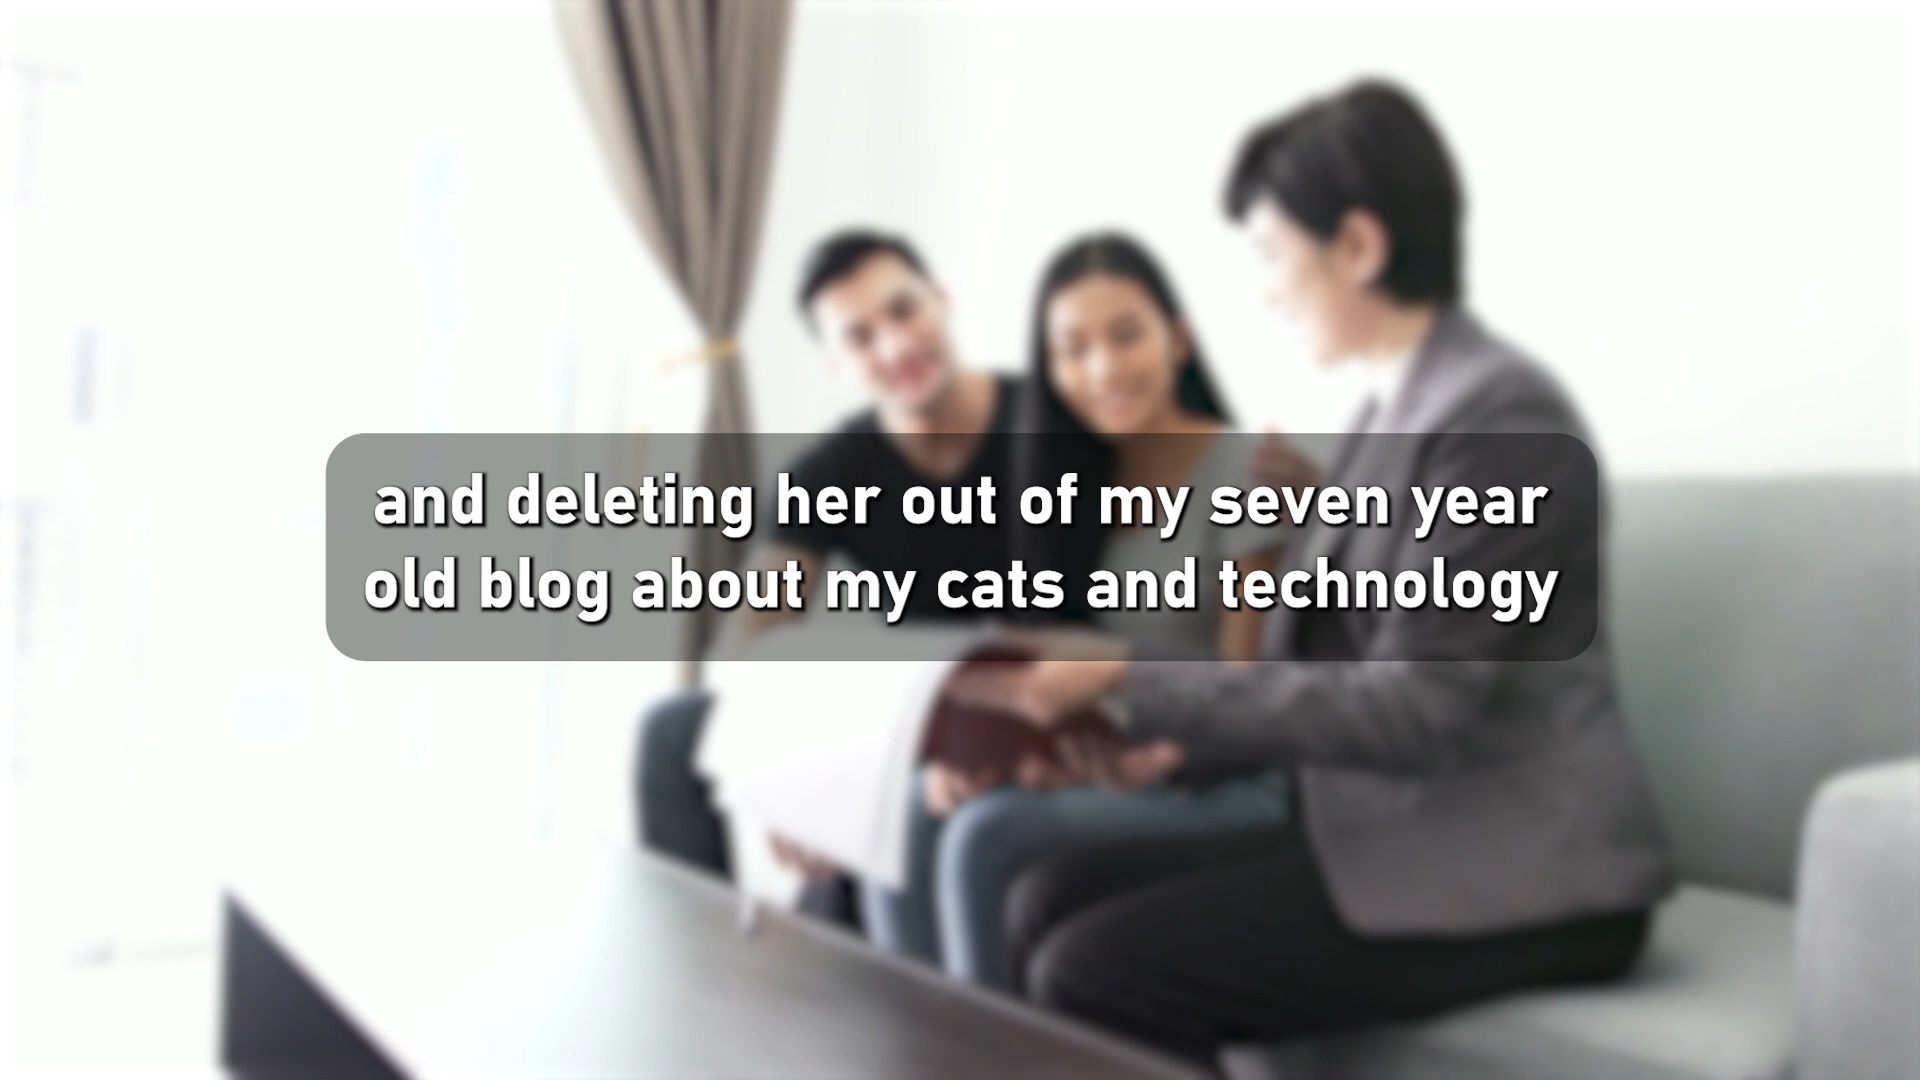 and deleting her out of my seven year
old blog about my cats and technology